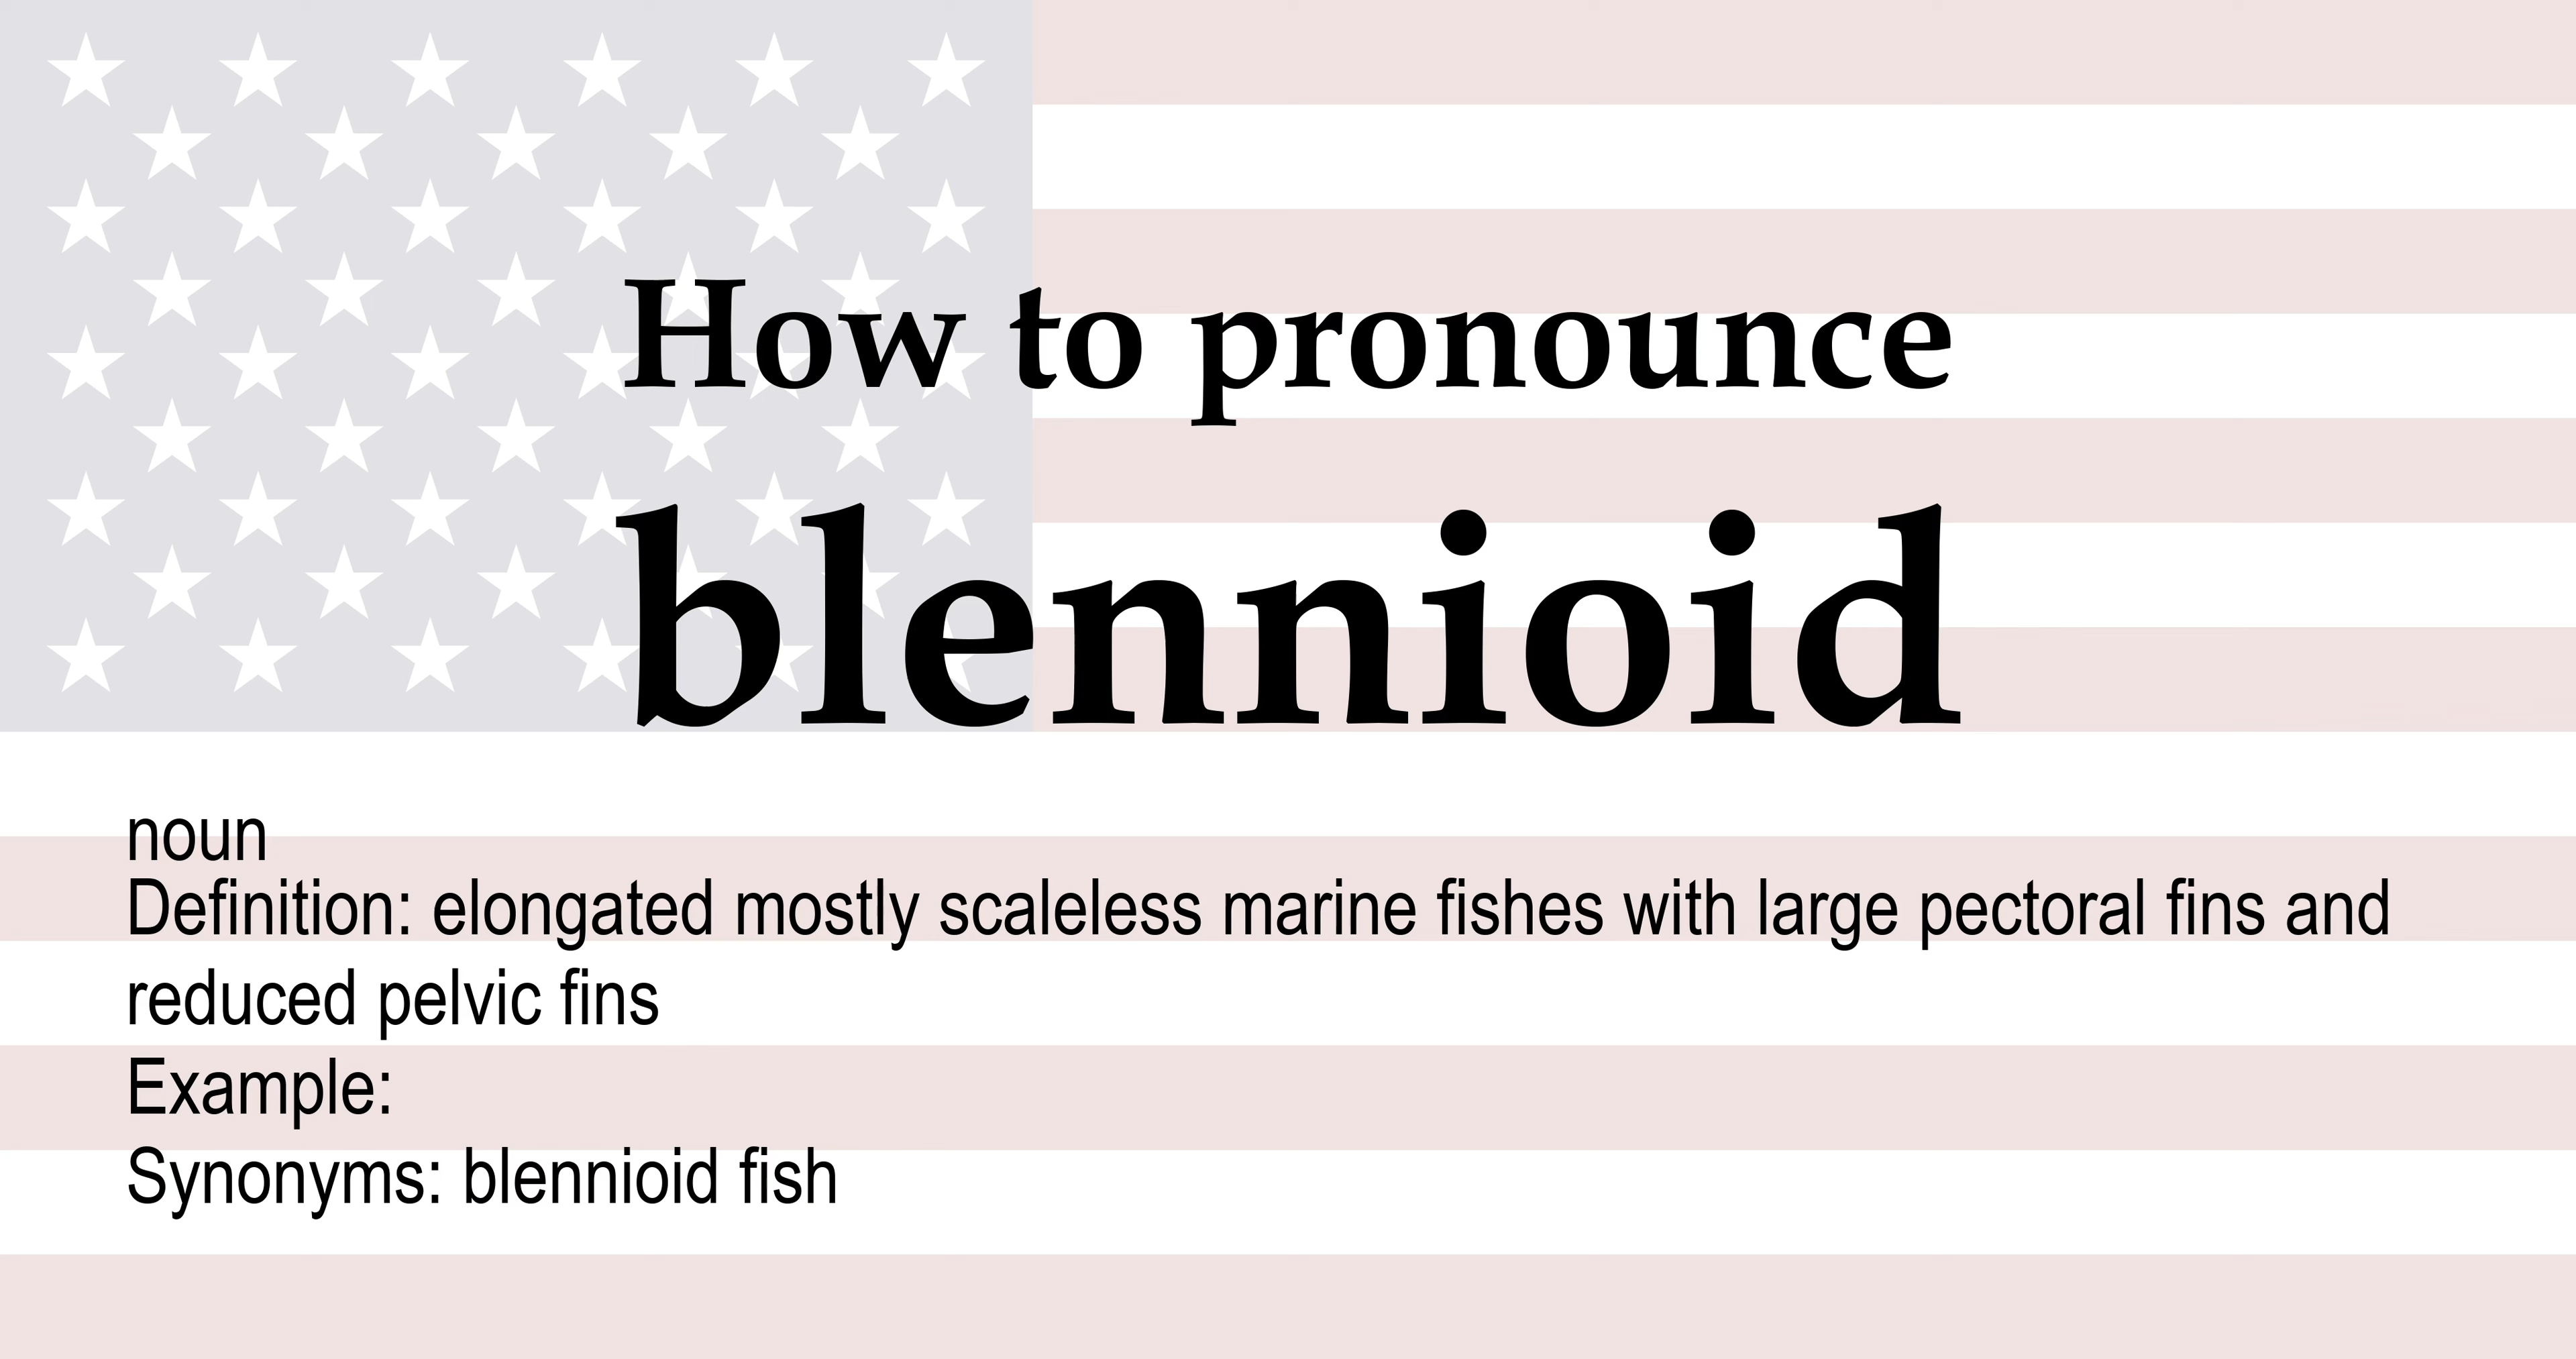 How to pronounce
blennioid
noun
Definition: elongated mostly scaleless marine fishes with large pectoral fins and
reduced pelvic fins
Example:
Synonyms: blennioid fish